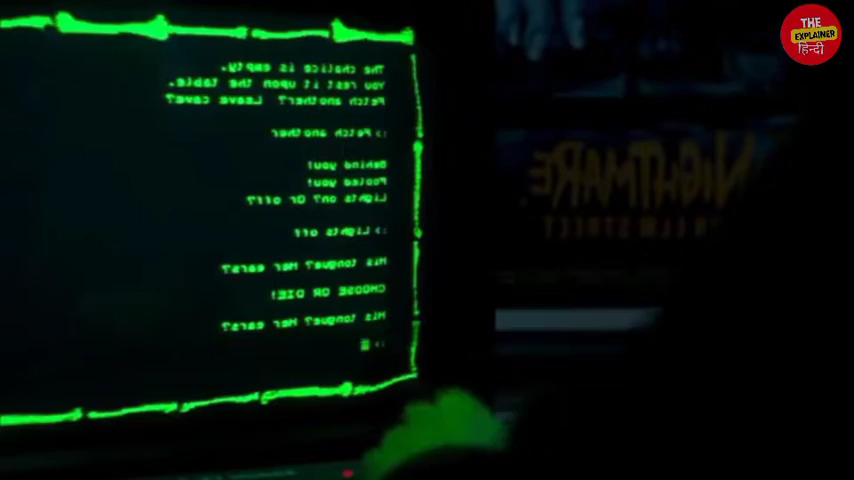 The chalice is empty.
You rest it upon the table.
Fetch another? Leave cave?
:> Fetch another
Behind you!
Fooled you!
Lights on? Or off?
:> Lights off
His tongue? Her ears?
CHOOSE OR DIE!
His tongue? Her ears?
:>
NIGHTMARE
ELM STREET
THE
EXPLAINER
हिन्दी